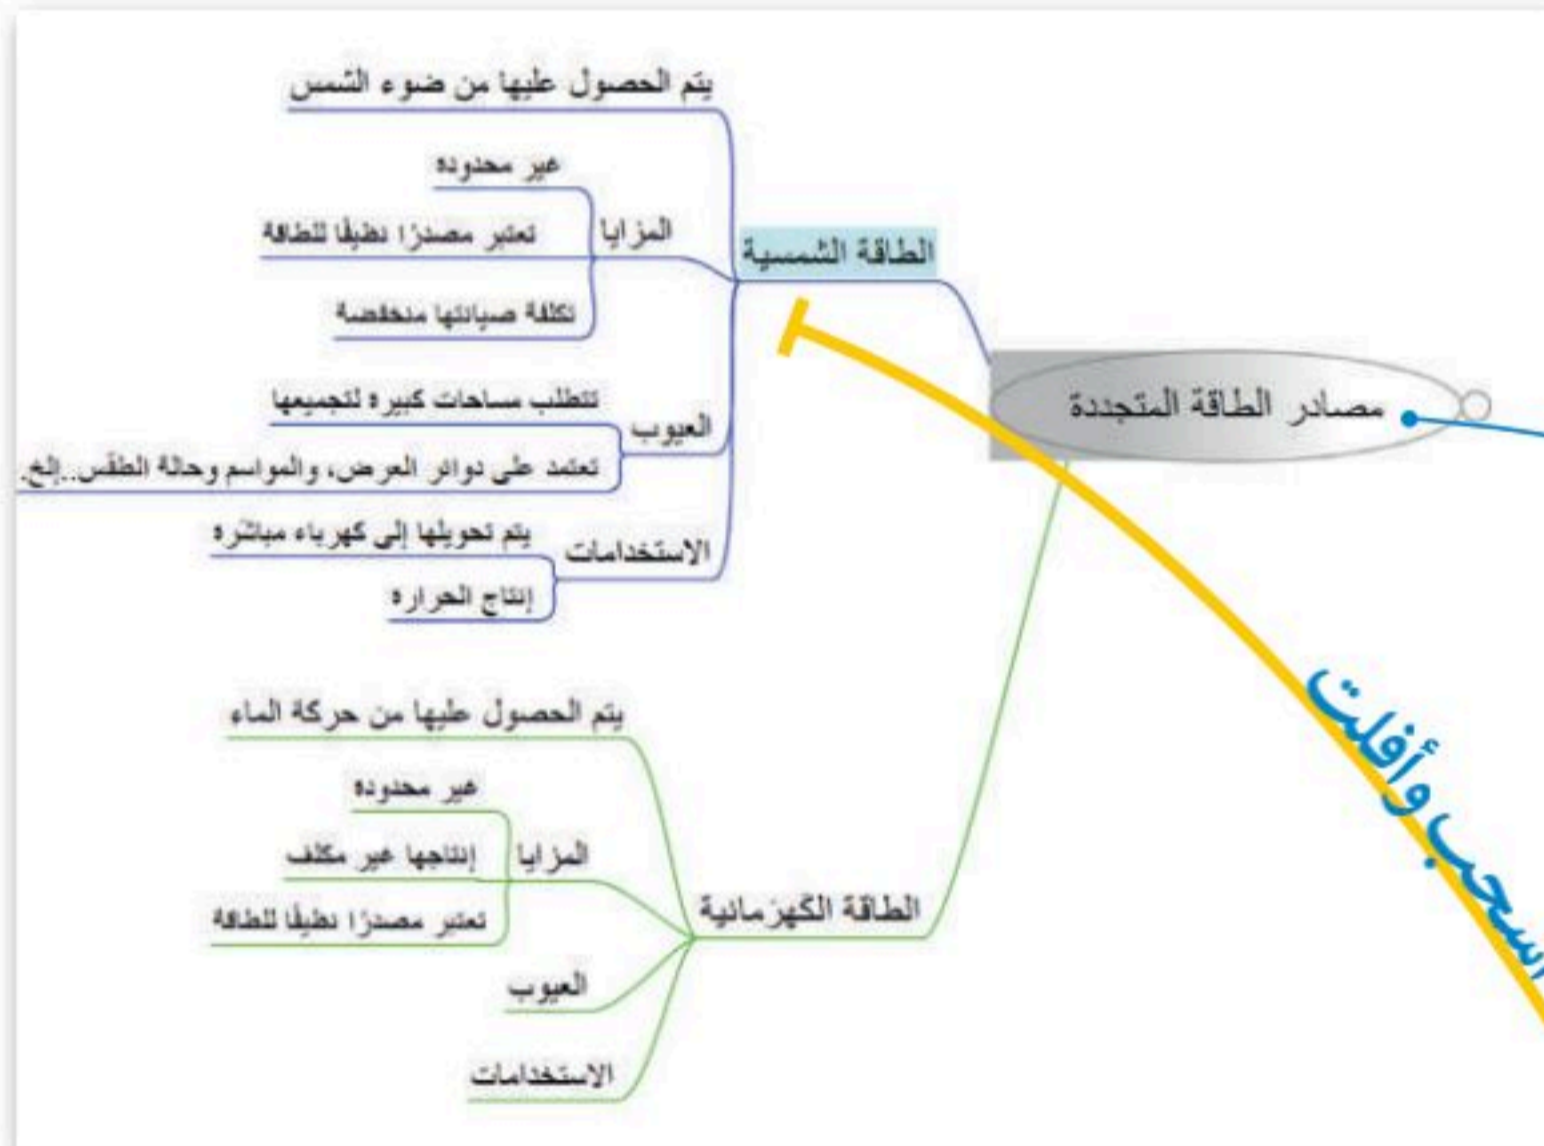 مصادر الطاقة المتجددة
الطاقة الشمسية
يتم الحصول عليها من ضوء الشمس
المزايا
غير محدودة
تعتبر مصدرًا نظيفًا للطاقة
تكلفة صيانتها منخفضة
العيوب
تتطلب مساحات كبيرة لتجميعها
تعتمد على دوائر العرض، والمواسم وحالة الطقس..إلخ.
الاستخدامات
يتم تحويلها إلى كهرباء مباشرة
إنتاج الحرارة
الطاقة الكهرمائية
يتم الحصول عليها من حركة الماء
المزايا
غير محدودة
إنتاجها غير مكلف
تعتبر مصدرًا نظيفًا للطاقة
العيوب
الاستخدامات
اسحب وأفلت